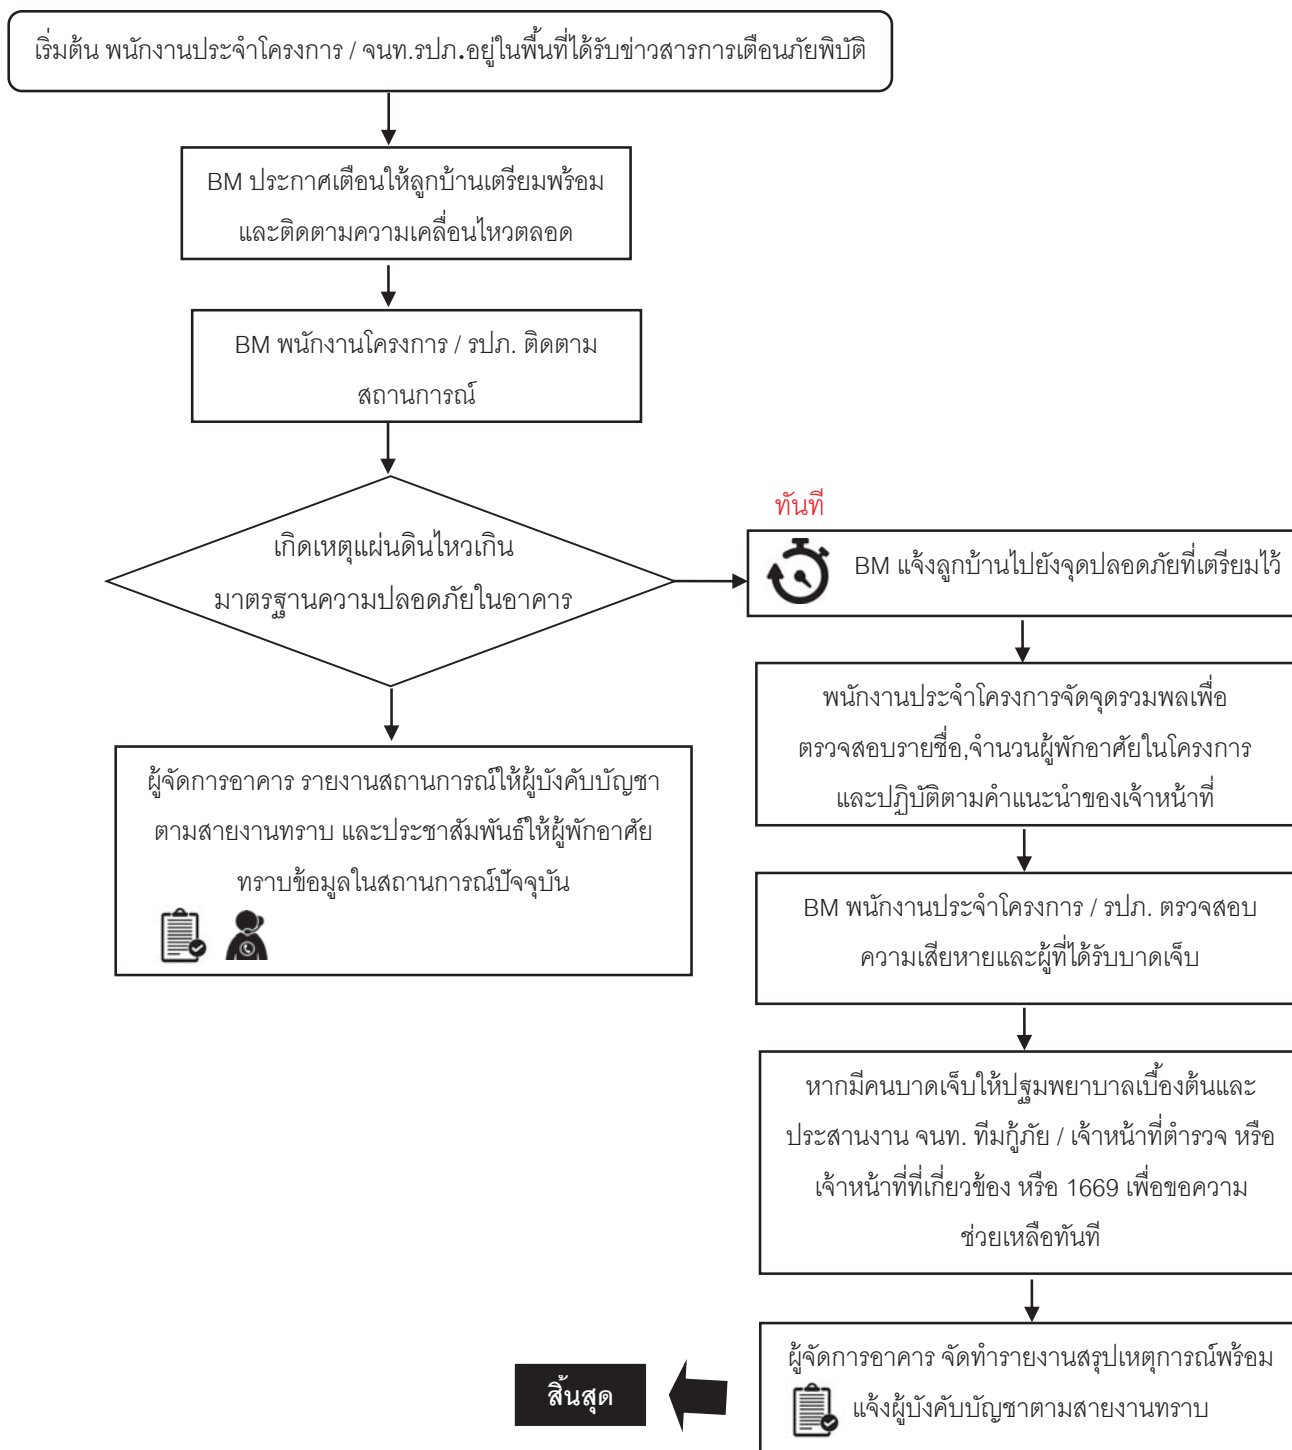 เริ่มต้น พนักงานประจำโครงการ / จนท.รปภ.อยู่ในพื้นที่ได้รับข่าวสารการเตือนภัยพิบัติ
BM ประกาศเตือนให้ลูกบ้านเตรียมพร้อม
และติดตามความเคลื่อนไหวตลอด
BM พนักงานโครงการ / รปภ. ติดตาม
สถานการณ์
เกิดเหตุแผ่นดินไหวเกิน
มาตรฐานความปลอดภัยในอาคาร
ผู้จัดการอาคาร รายงานสถานการณ์ให้ผู้บังคับบัญชา
ตามสายงานทราบ และประชาสัมพันธ์ให้ผู้พักอาศัย
ทราบข้อมูลในสถานการณ์ปัจจุบัน
ทันที
BM แจ้งลูกบ้านไปยังจุดปลอดภัยที่เตรียมไว้
พนักงานประจำโครงการจัดจุดรวมพลเพื่อ
ตรวจสอบรายชื่อ,จำนวนผู้พักอาศัยในโครงการ
และปฏิบัติตามคำแนะนำของเจ้าหน้าที่
BM พนักงานประจำโครงการ / รปภ. ตรวจสอบ
ความเสียหายและผู้ที่ได้รับบาดเจ็บ
หากมีคนบาดเจ็บให้ปฐมพยาบาลเบื้องต้นและ
ประสานงาน จนท. ทีมกู้ภัย / เจ้าหน้าที่ตำรวจ หรือ
เจ้าหน้าที่ที่เกี่ยวข้อง หรือ 1669 เพื่อขอความ
ช่วยเหลือทันที
ผู้จัดการอาคาร จัดทำรายงานสรุปเหตุการณ์พร้อม
แจ้งผู้บังคับบัญชาตามสายงานทราบ
สิ้นสุด